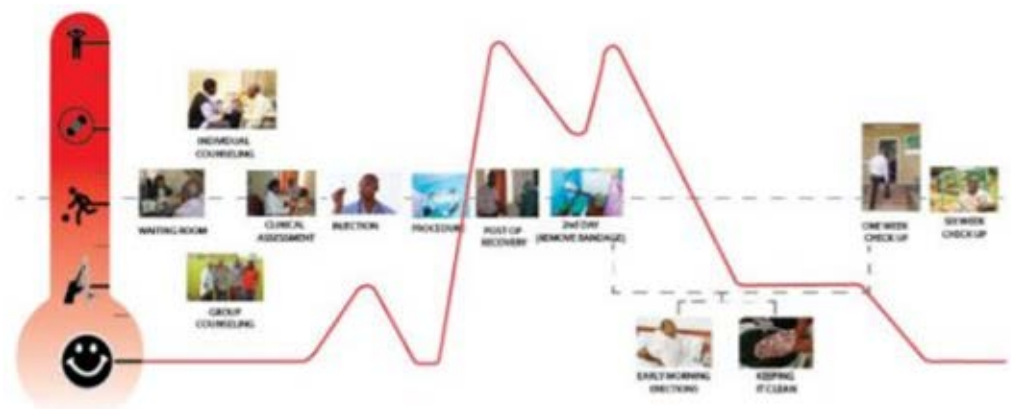 INDIVIDUAL
COUNSELING
WAITING ROOM
CLINICAL
ASSESSMENT
INJECTION
PROCEDURE
POST OP
RECOVERY
2nd DAY
(REMOVE BANDAGE)
ONE WEEK
CHECK UP
SIX WEEK
CHECK UP
GROUP
COUNSELING
EARLY MORNING
ERECTIONS
KEEPING
IT CLEAN